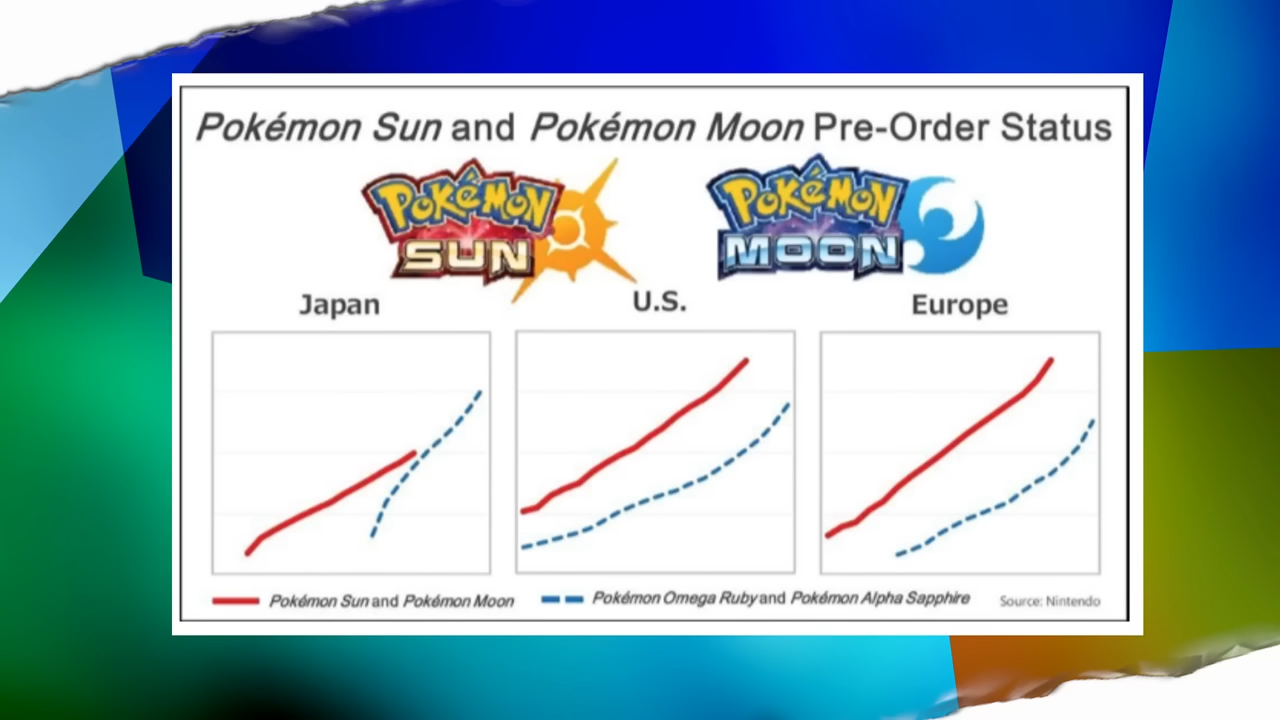 Pokémon Sun and Pokémon Moon Pre-Order Status
POKéMON SUN
POKéMON MOON
Japan
U.S.
Europe
Pokémon Sun and Pokémon Moon
Pokémon Omega Ruby and Pokémon Alpha Sapphire
Source: Nintendo